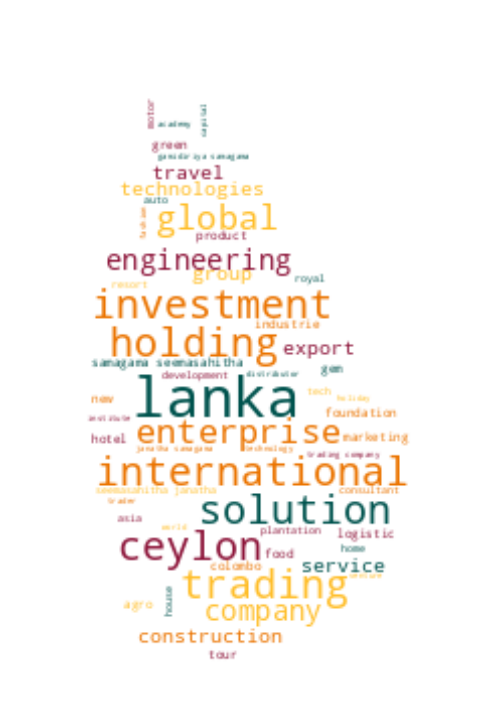 motor
academy
capital
green
gamidiriya samagama
travel
technologies
auto
global
product
engineering
group
royal
resort
investment
industrie
holding
export
samagama seemasahitha
gem
development
distributor
lanka
tech
holiday
new
foundation
institute
enterprise
hotel
marketing
janatha samagama
technology
trading company
international
seemasahitha janatha
consultant
trader
solution
asia
world
plantation
logistic
ceylon
food
home
colombo
service
trading
venture
agro
house
company
construction
tour